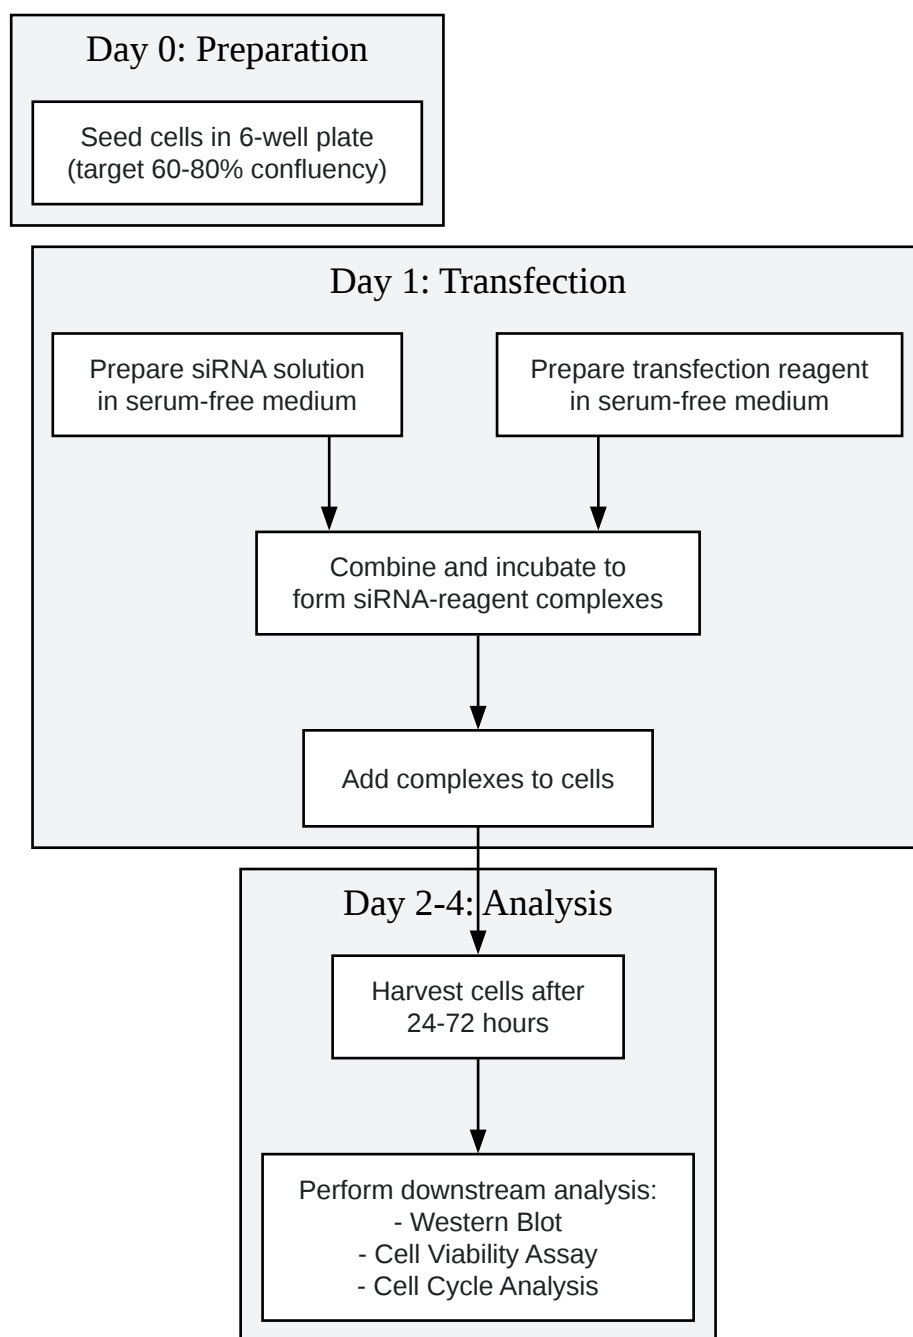 Day 0: Preparation
Seed cells in 6-well plate
(target 60-80% confluency)
Day 1: Transfection
Prepare siRNA solution
in serum-free medium
Prepare transfection reagent
in serum-free medium
Combine and incubate to
form siRNA-reagent complexes
Add complexes to cells
Day 2-4: Analysis
Harvest cells after
24-72 hours
Perform downstream analysis:
- Western Blot
- Cell Viability Assay
- Cell Cycle Analysis